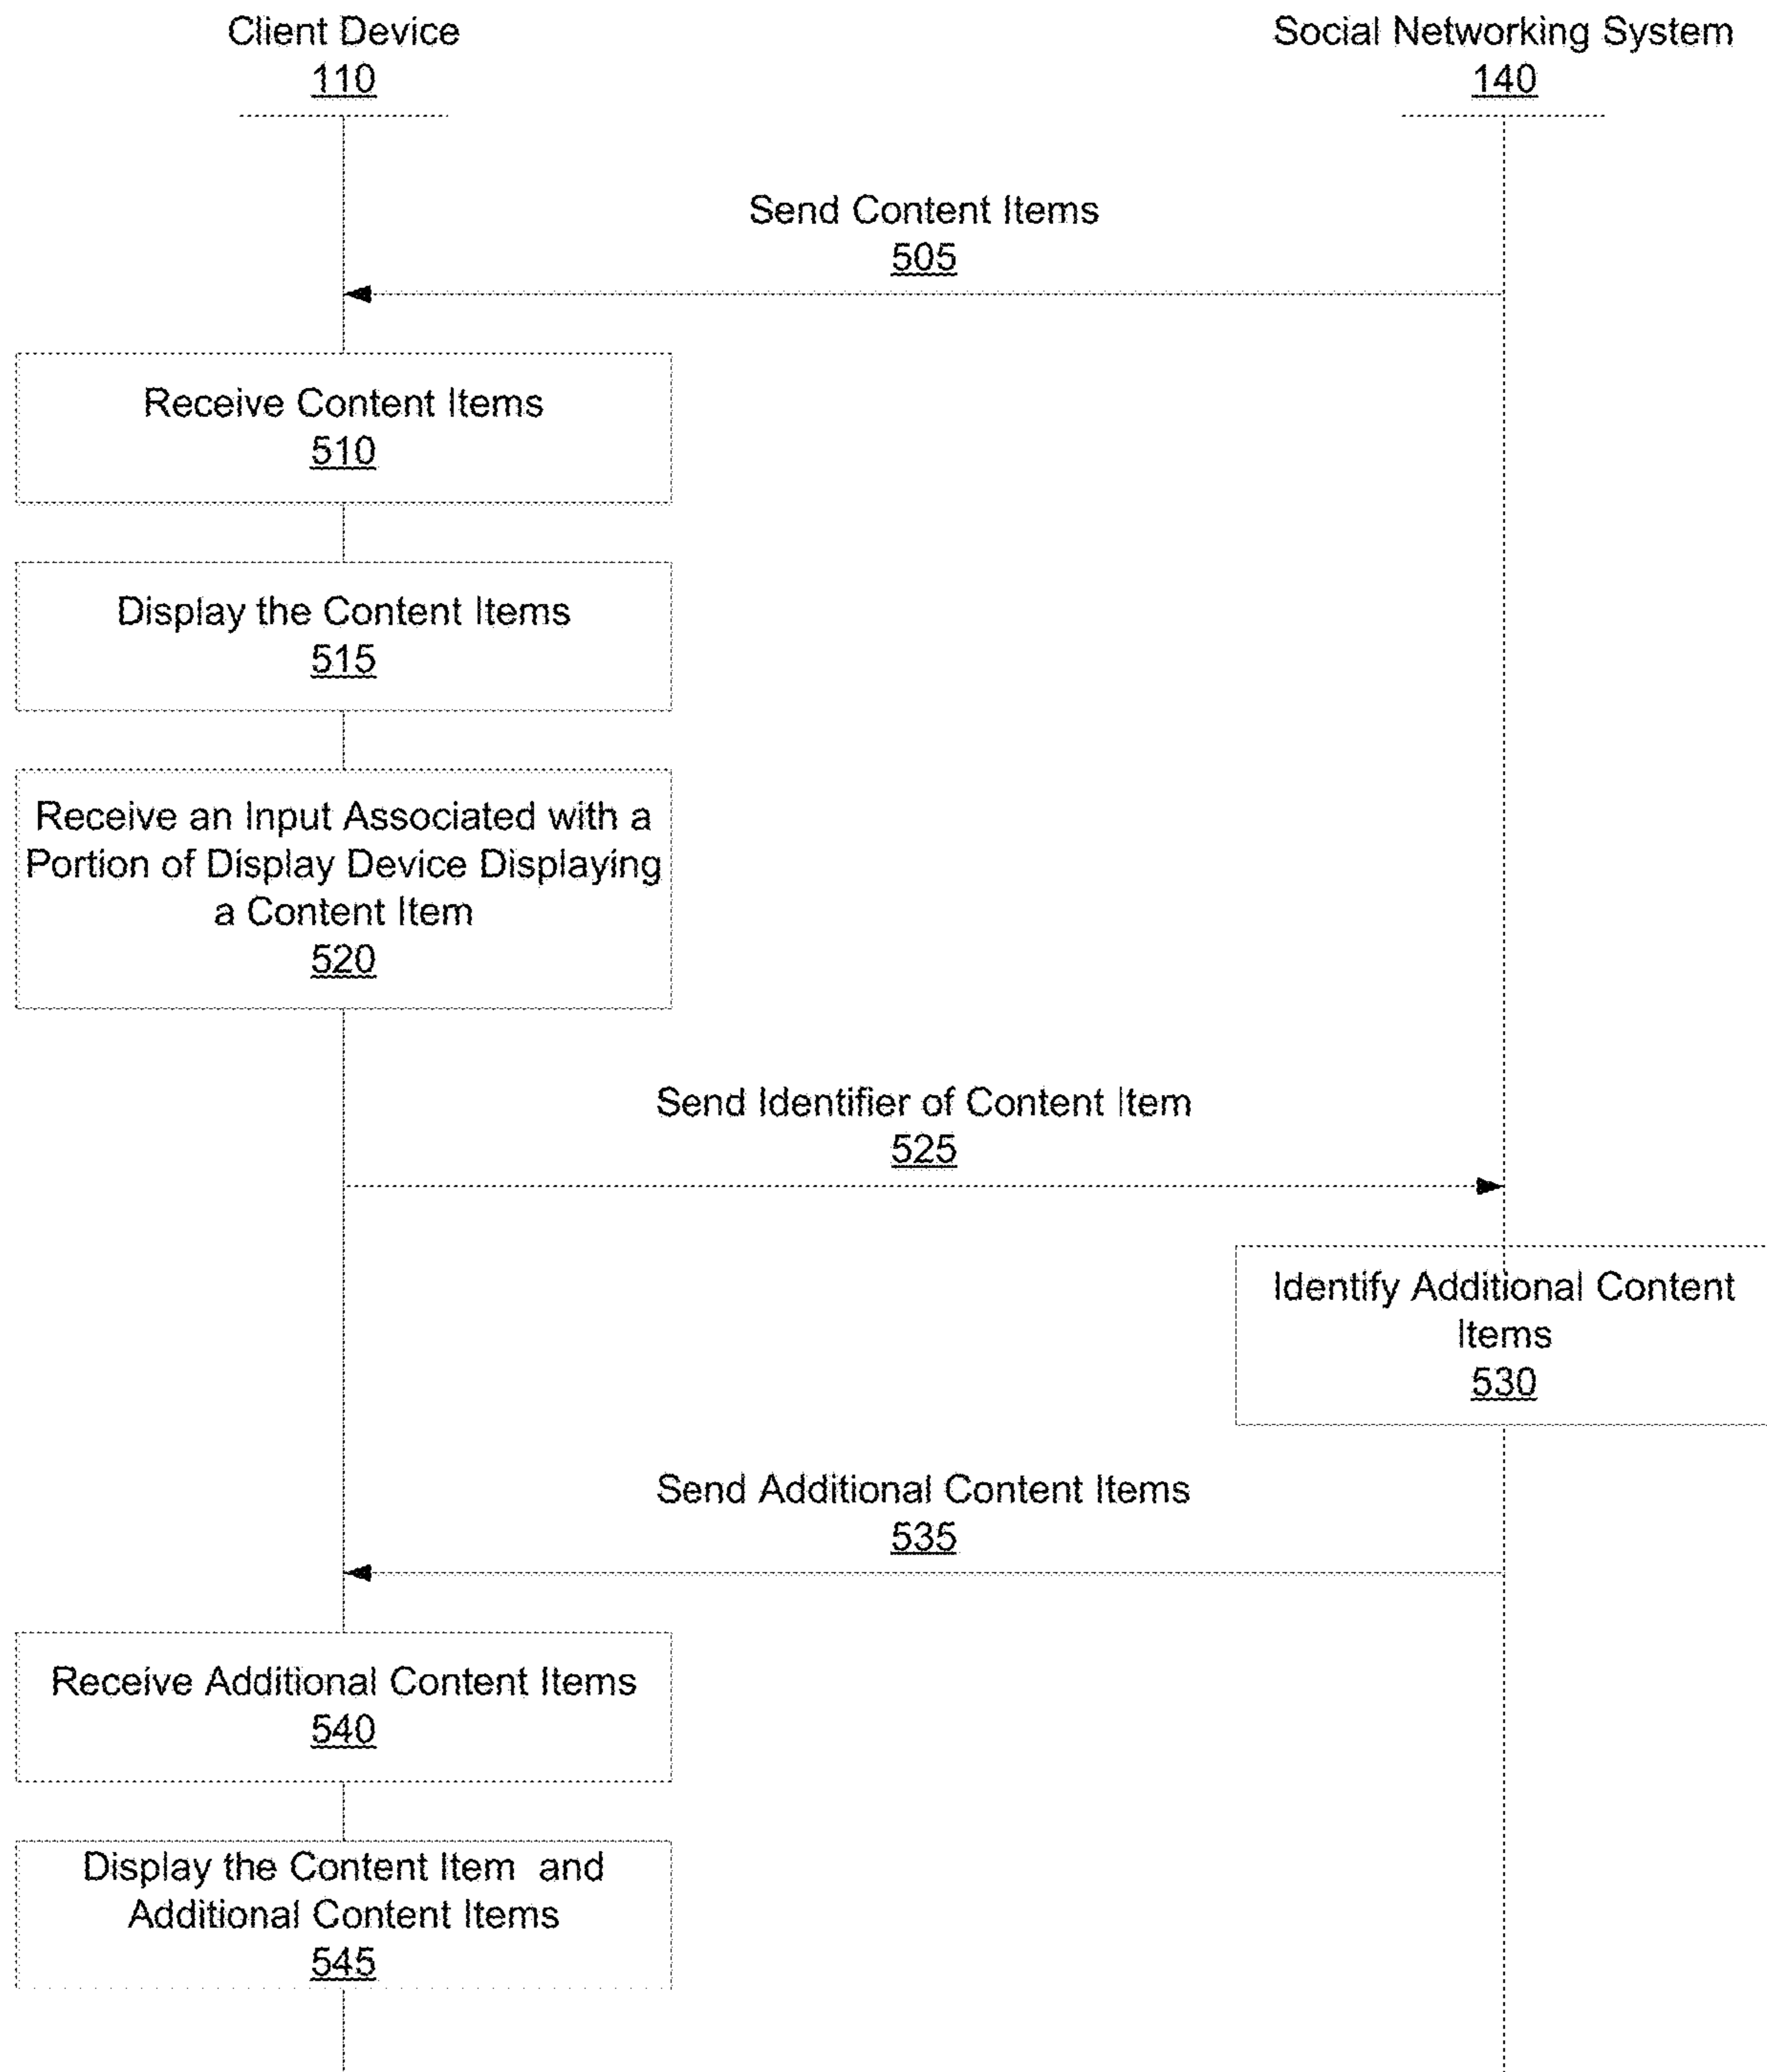 Client Device
110
Social Networking System
140
Send Content Items
505
Receive Content Items
510
Display the Content Items
515
Receive an Input Associated with a
Portion of Display Device Displaying
a Content Item
520
Send Identifier of Content Item
525
Identify Additional Content
Items
530
Send Additional Content Items
535
Receive Additional Content Items
540
Display the Content Item and
Additional Content Items
545